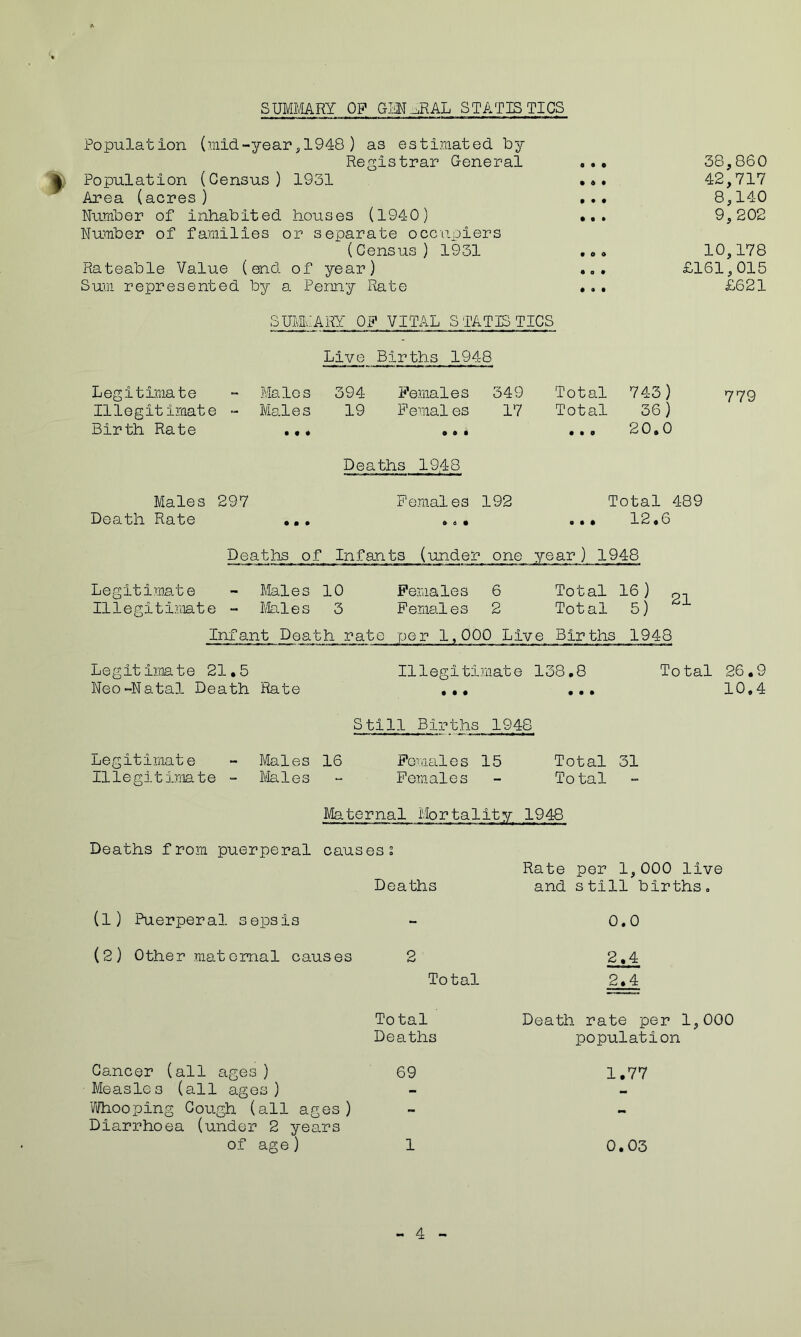 SUMMARY OF GENERAL STATISTICS
Population (mid-year,1948) as estimated by
Registrar General ... 38,860
Population (Census) 1931 ... 42,717
Area (acres) ... 8,140
Number of inhabited houses (1940) ... 9,202
Number of families or separate occupiers
(Census) 1931 ... 10,178
Rateable Value (end of year) ... £161,015
Sum represented by a Penny Rate ... £621
SUMMARY OF VITAL STATISTICS
Live Births 1948
Legitimate - Males 394 Females 349 Total 743) 779
Illegitimate - Males 19 Females 17 Total 36)
Birth Rate ... ... ... 20.0
Deaths 1948
Males 297 Females 192 Total 489
Death Rate ... ... ... 12.6
Deaths of Infants (under one year) 1948
Legitimate - Males 10 Females 6 Total 16) 21
Illegitimate - Males 3 Females 2 Total 5)
Infant Death rate per 1,000 Live Births 1948
Legitimate 21.5 Illegitimate 138.8 Total 26.9
Neo-Natal Death Rate ... ... 10.4
Still Births 1948
Legitimate - Males 16 Females 15 Total 31
Illegitimate - Males - Females - Total -
Maternal Mortality 1948
Deaths from puerperal causes:
Rate per 1,000 live
Deaths and still births.
(1) Puerperal sepsis - 0.0
(2) Other maternal causes 2 2.4
Total 2.4
Total Death rate per 1,000
Deaths population
Cancer (all ages) 69 1.77
Measles (all ages) - -
Whooping Cough (all ages) - -
Diarrhoea (under 2 years
of age) 1 0.03
- 4 -